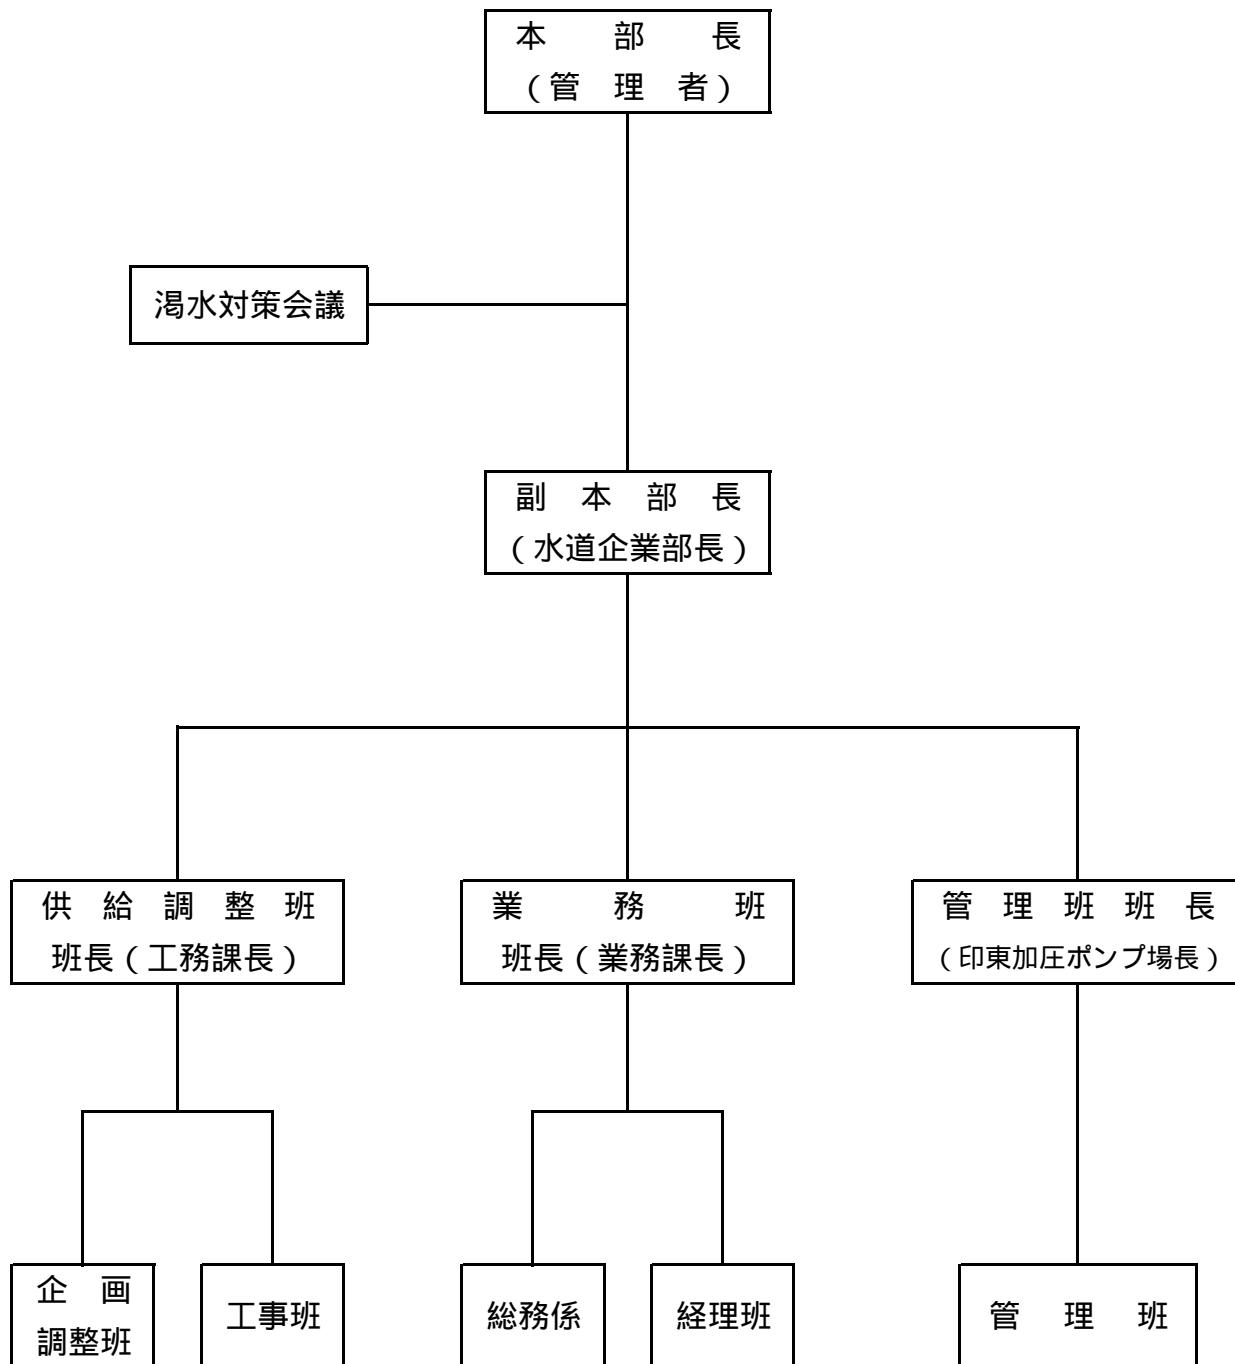 本部長
（管理者）
渇水対策会議
副本部長
（水道企業部長）
供給調整班
班長（工務課長）
業務班
班長（業務課長）
管理班班長
（印東加圧ポンプ場長）
企画
調整班
工事班
総務係
経理班
管理班